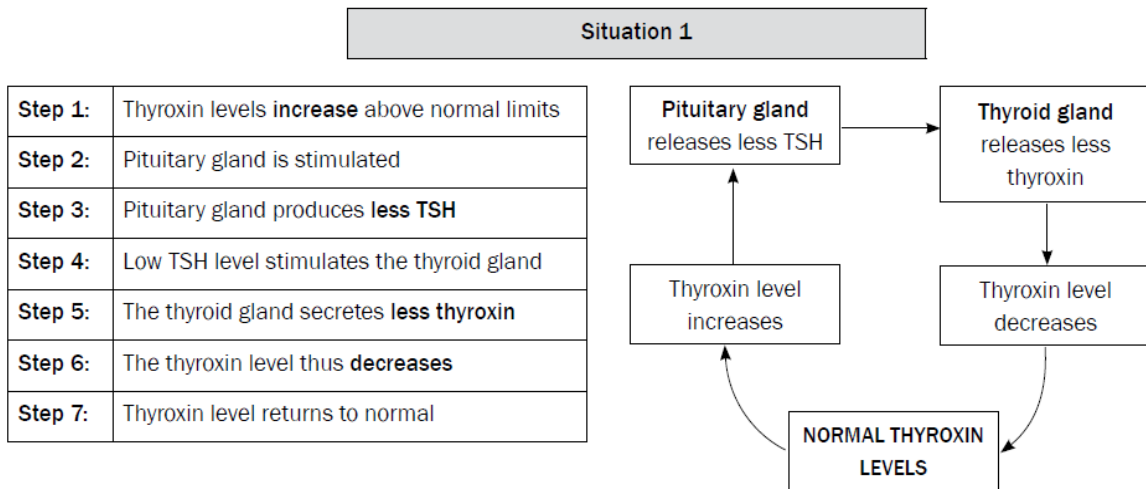 Situation 1
Step 1: Thyroxin levels increase above normal limits
Step 2: Pituitary gland is stimulated
Step 3: Pituitary gland produces less TSH
Step 4: Low TSH level stimulates the thyroid gland
Step 5: The thyroid gland secretes less thyroxin
Step 6: The thyroxin level thus decreases
Step 7: Thyroxin level returns to normal
Pituitary gland
releases less TSH
Thyroid gland
releases less
thyroxin
Thyroxin level
increases
Thyroxin level
decreases
NORMAL THYROXIN
LEVELS